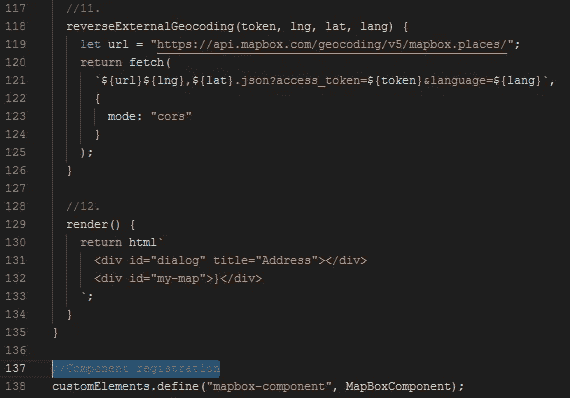 117 //11.
118 reverseExternalGeocoding(token, lng, lat, lang) {
119 let url = "https://api.mapbox.com/geocoding/v5/mapbox.places/";
120 return fetch(
121 `${url}${lng},${lat}.json?access_token=${token}&language=${lang}`,
122 {
123 mode: "cors"
124 }
125 );
126 }
127
128 //12.
129 render() {
130 return html`
131 <div id="dialog" title="Address"></div>
132 <div id="my-map">}</div>
133 `;
134 }
135 }
136
137 //Component registration
138 customElements.define("mapbox-component", MapBoxComponent);